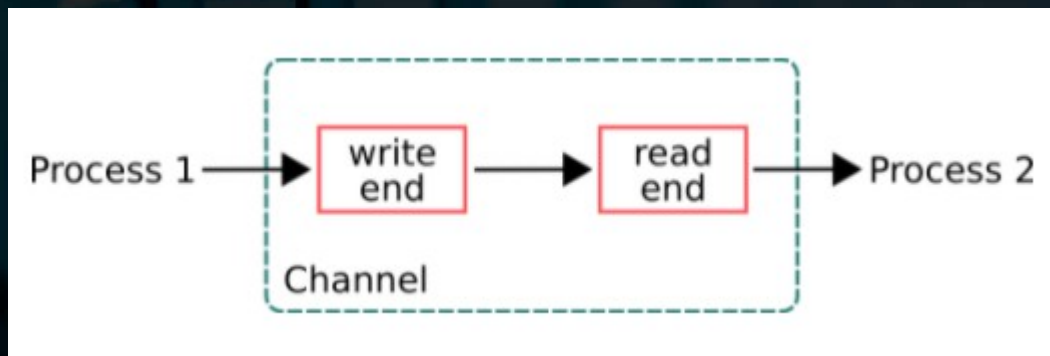 Process 1
write
end
read
end
Process 2
Channel